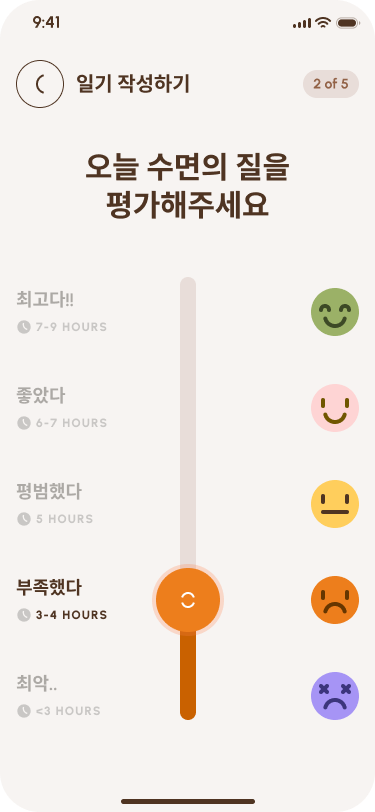 9:41
일기 작성하기
2 of 5
오늘 수면의 질을
평가해주세요
최고다!!
7-9 HOURS
좋았다
6-7 HOURS
평범했다
5 HOURS
부족했다
3-4 HOURS
최악..
<3 HOURS